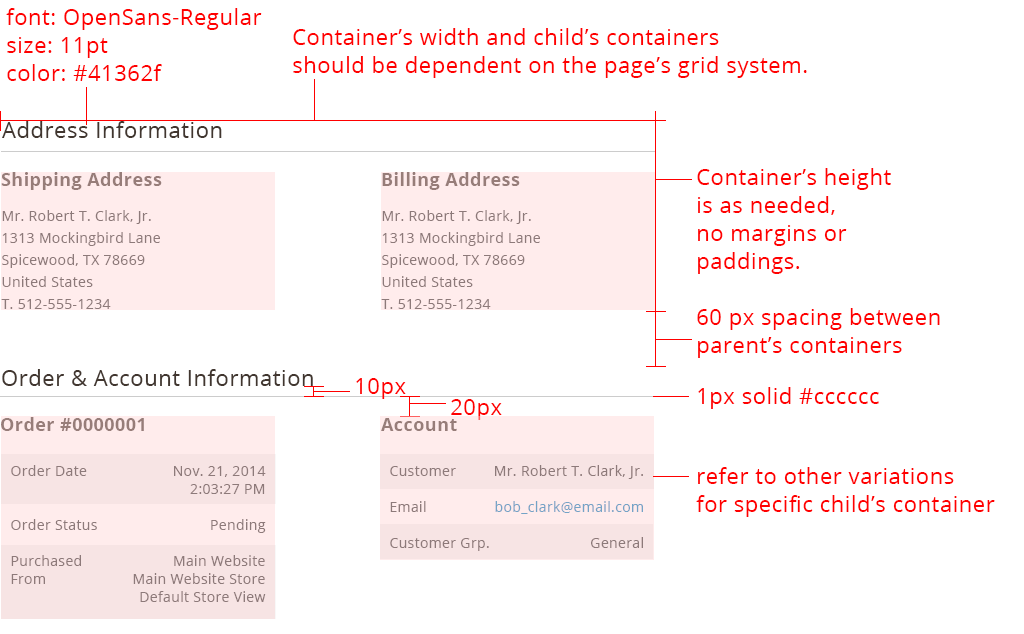 font: OpenSans-Regular
size: 11pt
color: #41362f
Container's width and child's containers
should be dependent on the page's grid system.
Address Information
Shipping Address
Mr. Robert T. Clark, Jr.
1313 Mockingbird Lane
Spicewood, TX 78669
United States
T. 512-555-1234
Billing Address
Mr. Robert T. Clark, Jr.
1313 Mockingbird Lane
Spicewood, TX 78669
United States
T. 512-555-1234
Container's height
is as needed,
no margins or
paddings.
60 px spacing between
parent's containers
Order & Account Information
10px
20px
1px solid #cccccc
Order #0000001
Order Date Nov. 21, 2014
2:03:27 PM
Order Status Pending
Purchased Main Website
From Main Website Store
Default Store View
Account
Customer Mr. Robert T. Clark, Jr.
Email bob_clark@email.com
Customer Grp. General
refer to other variations
for specific child's container